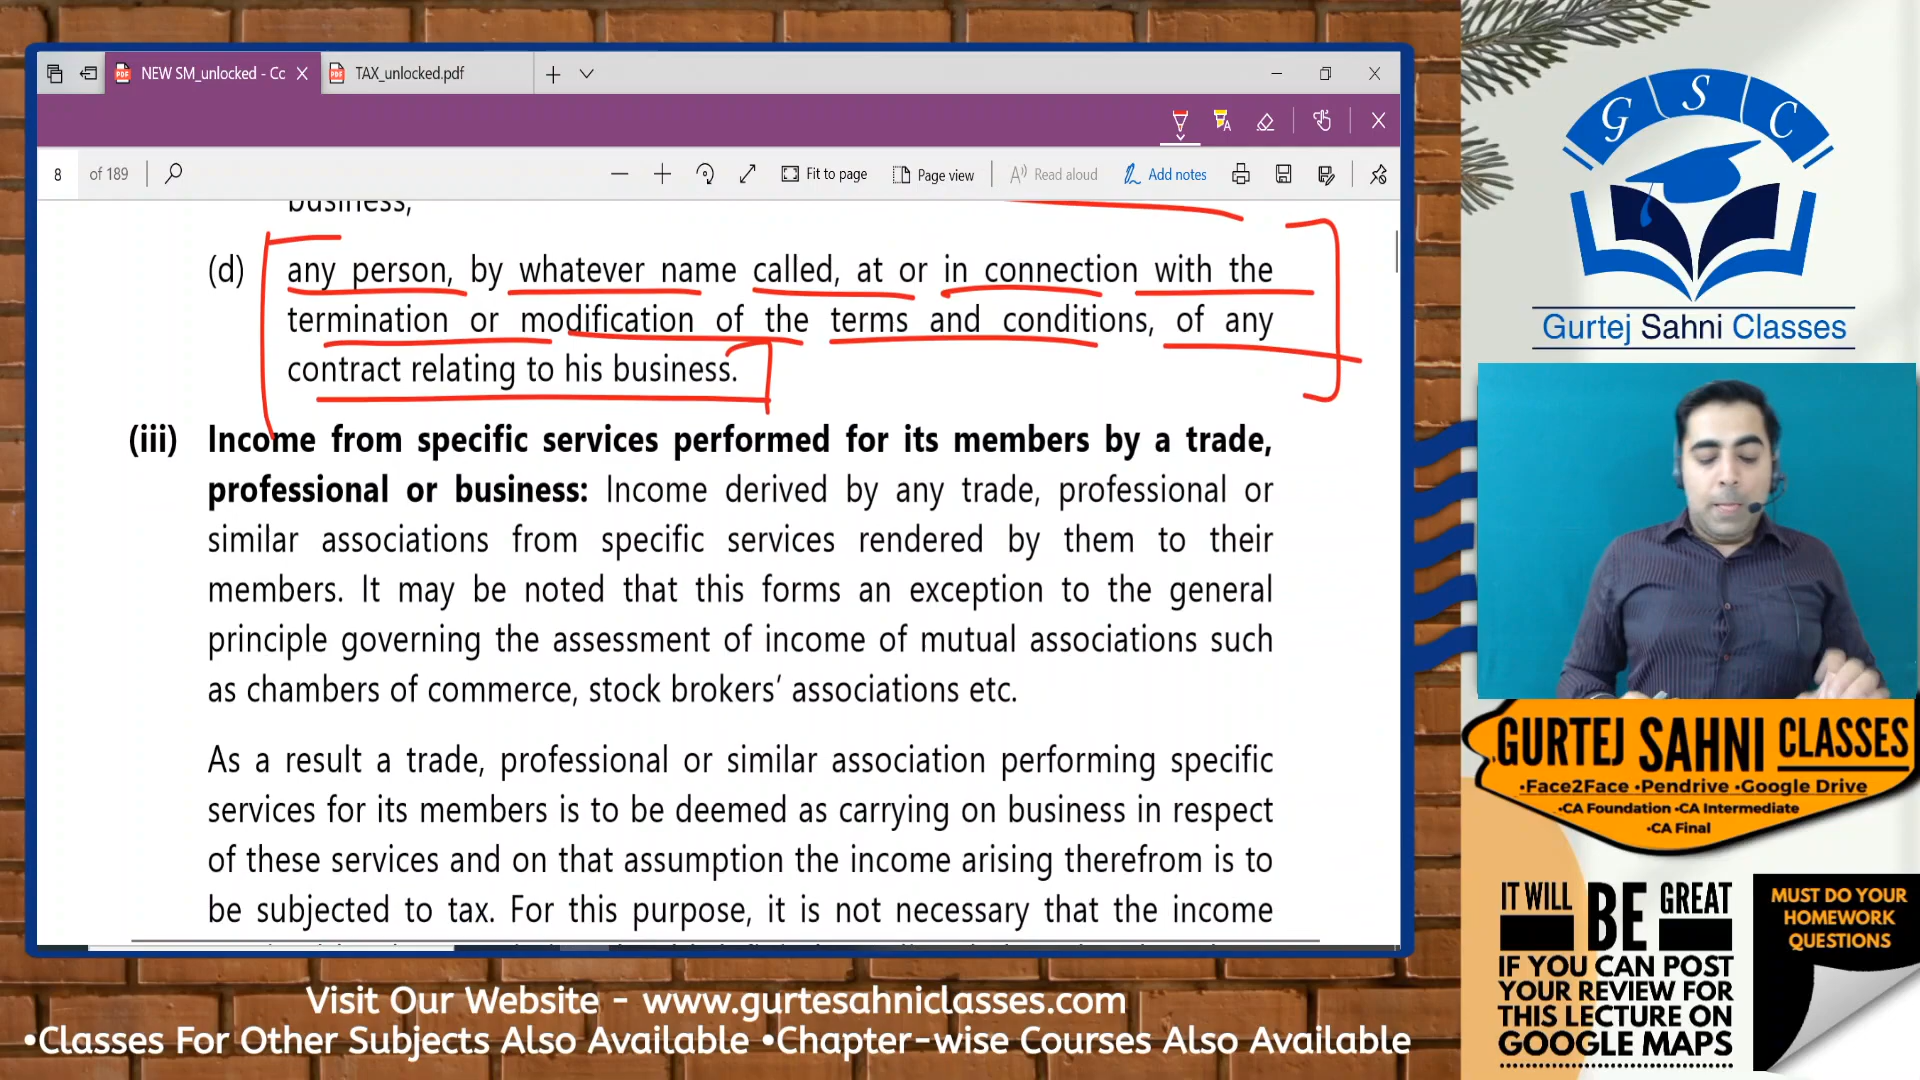 NEW SM_unlocked - Cc
TAX_unlocked.pdf
8 of 189
Fit to page
Page view
Read aloud
Add notes
business,
(d) any person, by whatever name called, at or in connection with the
termination or modification of the terms and conditions, of any
contract relating to his business.
(iii) Income from specific services performed for its members by a trade,
professional or business: Income derived by any trade, professional or
similar associations from specific services rendered by them to their
members. It may be noted that this forms an exception to the general
principle governing the assessment of income of mutual associations such
as chambers of commerce, stock brokers’ associations etc.
As a result a trade, professional or similar association performing specific
services for its members is to be deemed as carrying on business in respect
of these services and on that assumption the income arising therefrom is to
be subjected to tax. For this purpose, it is not necessary that the income
G S C
Gurtej Sahni Classes
GURTEJ SAHNI CLASSES
•Face2Face •Pendrive •Google Drive
•CA Foundation •CA Intermediate
•CA Final
IT WILL BE GREAT
IF YOU CAN POST
YOUR REVIEW FOR
THIS LECTURE ON
GOOGLE MAPS
MUST DO YOUR
HOMEWORK
QUESTIONS
Visit Our Website - www.gurtesahniclasses.com
•Classes For Other Subjects Also Available •Chapter-wise Courses Also Available